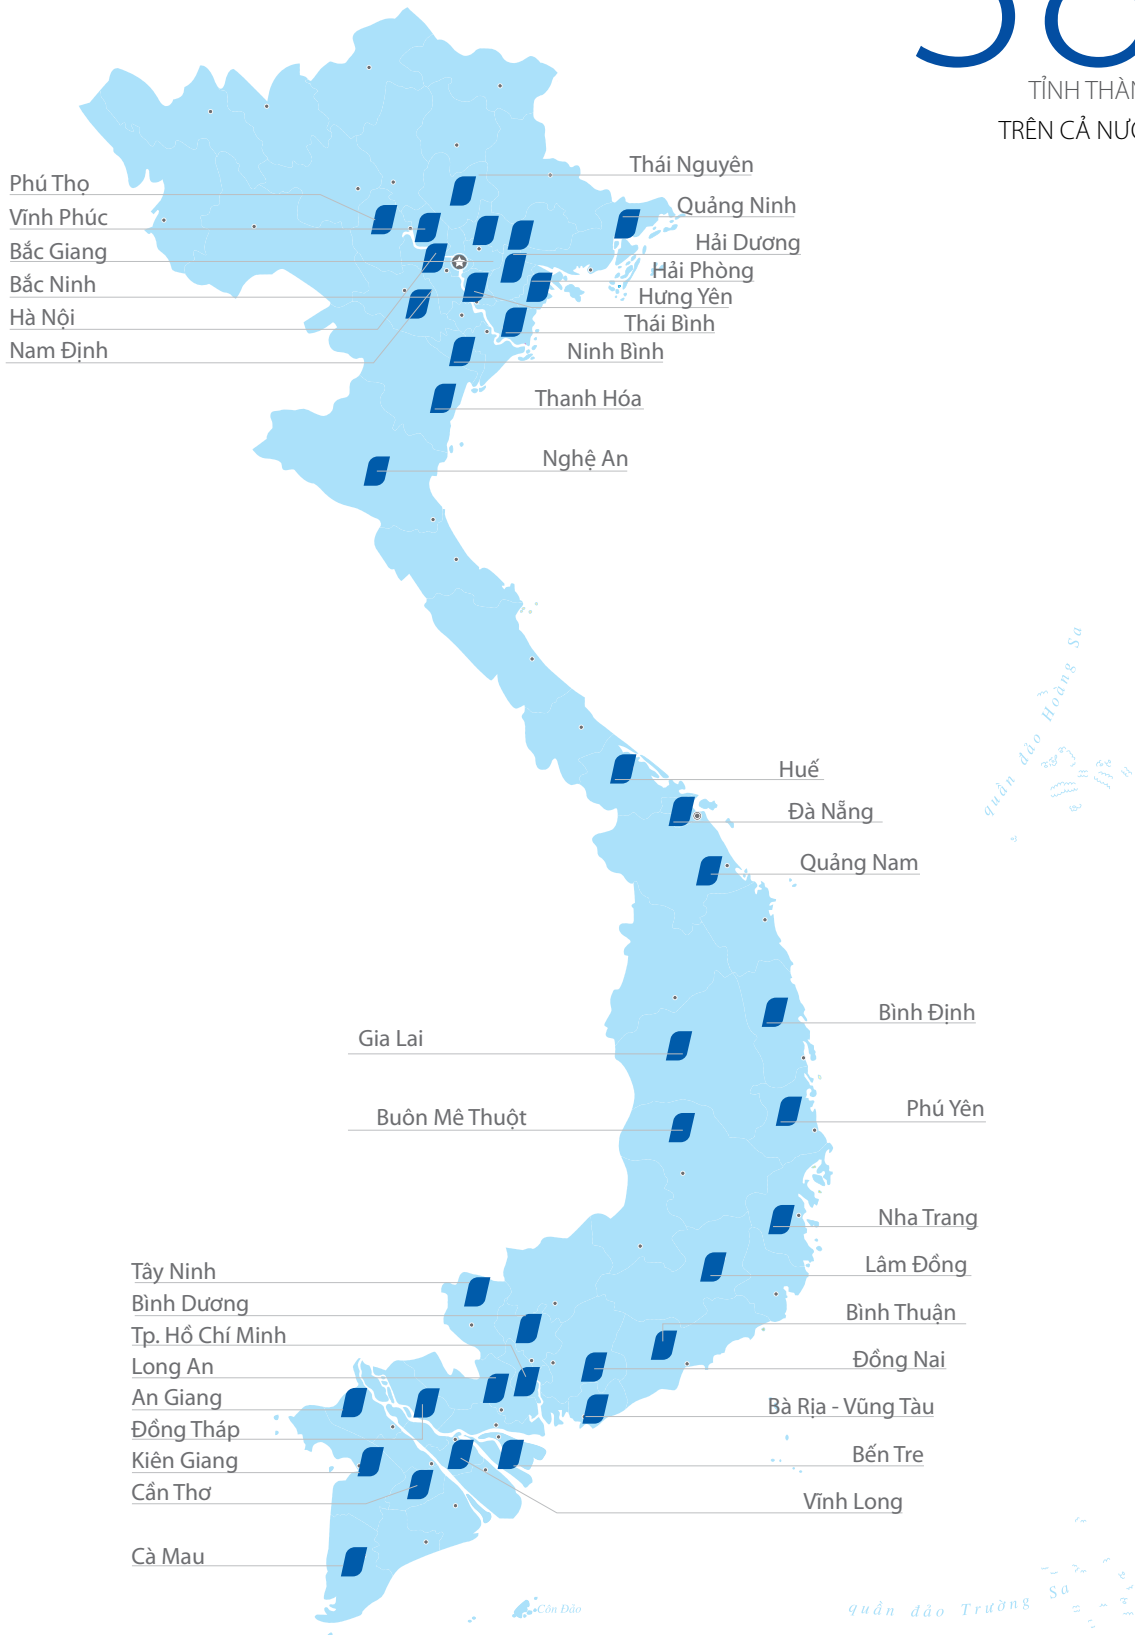 TỈNH THÀN
TRÊN CẢ NƯỚ
Thái Nguyên
Phú Thọ
Quảng Ninh
Vĩnh Phúc
Hải Dương
Bắc Giang
Hải Phòng
Bắc Ninh
Hưng Yên
Hà Nội
Thái Bình
Nam Định
Ninh Bình
Thanh Hóa
Nghệ An
quần đảo Hoàng Sa
Huế
Đà Nẵng
Quảng Nam
Bình Định
Gia Lai
Phú Yên
Buôn Mê Thuột
Nha Trang
Lâm Đồng
Tây Ninh
Bình Dương
Bình Thuận
Tp. Hồ Chí Minh
Đồng Nai
Long An
An Giang
Bà Rịa - Vũng Tàu
Đồng Tháp
Bến Tre
Kiên Giang
Cần Thơ
Vĩnh Long
Cà Mau
Côn Đảo
quần đảo Trường Sa